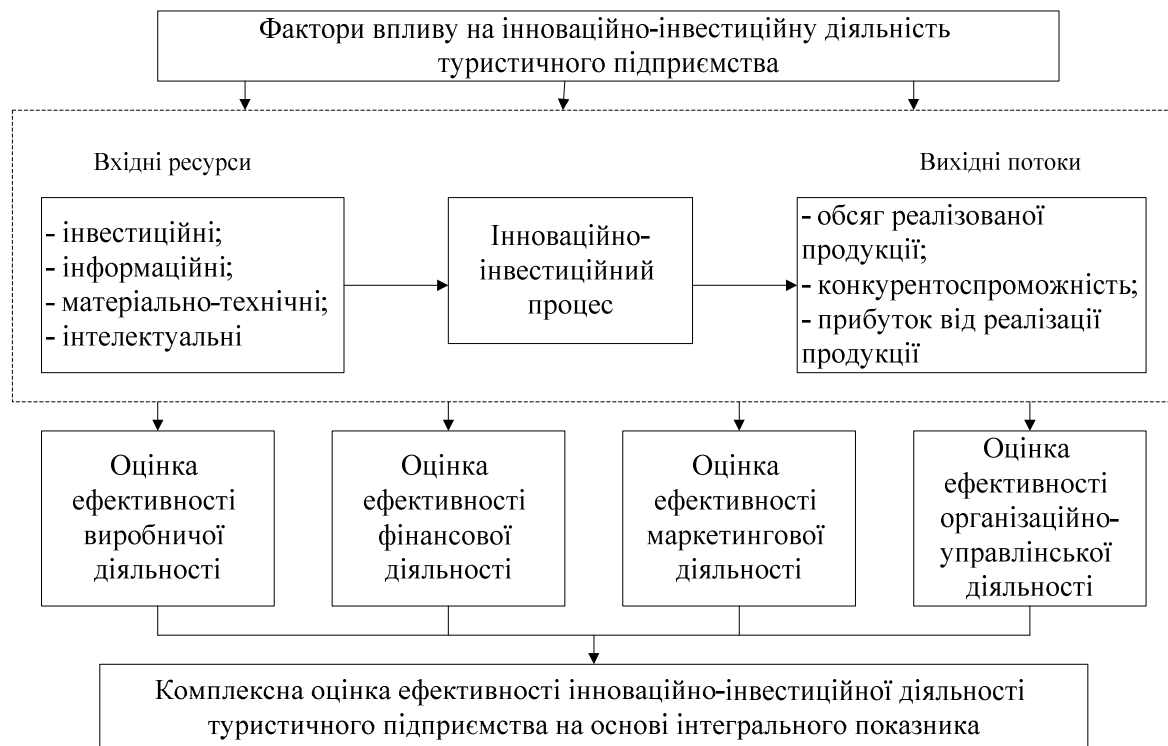 Фактори впливу на інноваційно-інвестиційну діяльність
туристичного підприємства
Вхідні ресурси
Вихідні потоки
- інвестиційні;
- інформаційні;
- матеріально-технічні;
- інтелектуальні
Інноваційно-
інвестиційний
процес
- обсяг реалізованої
продукції;
- конкурентоспроможність;
- прибуток від реалізації
продукції
Оцінка
ефективності
виробничої
діяльності
Оцінка
ефективності
фінансової
діяльності
Оцінка
ефективності
маркетингової
діяльності
Оцінка
ефективності
організаційно-
управлінської
діяльності
Комплексна оцінка ефективності інноваційно-інвестиційної діяльності
туристичного підприємства на основі інтегрального показника